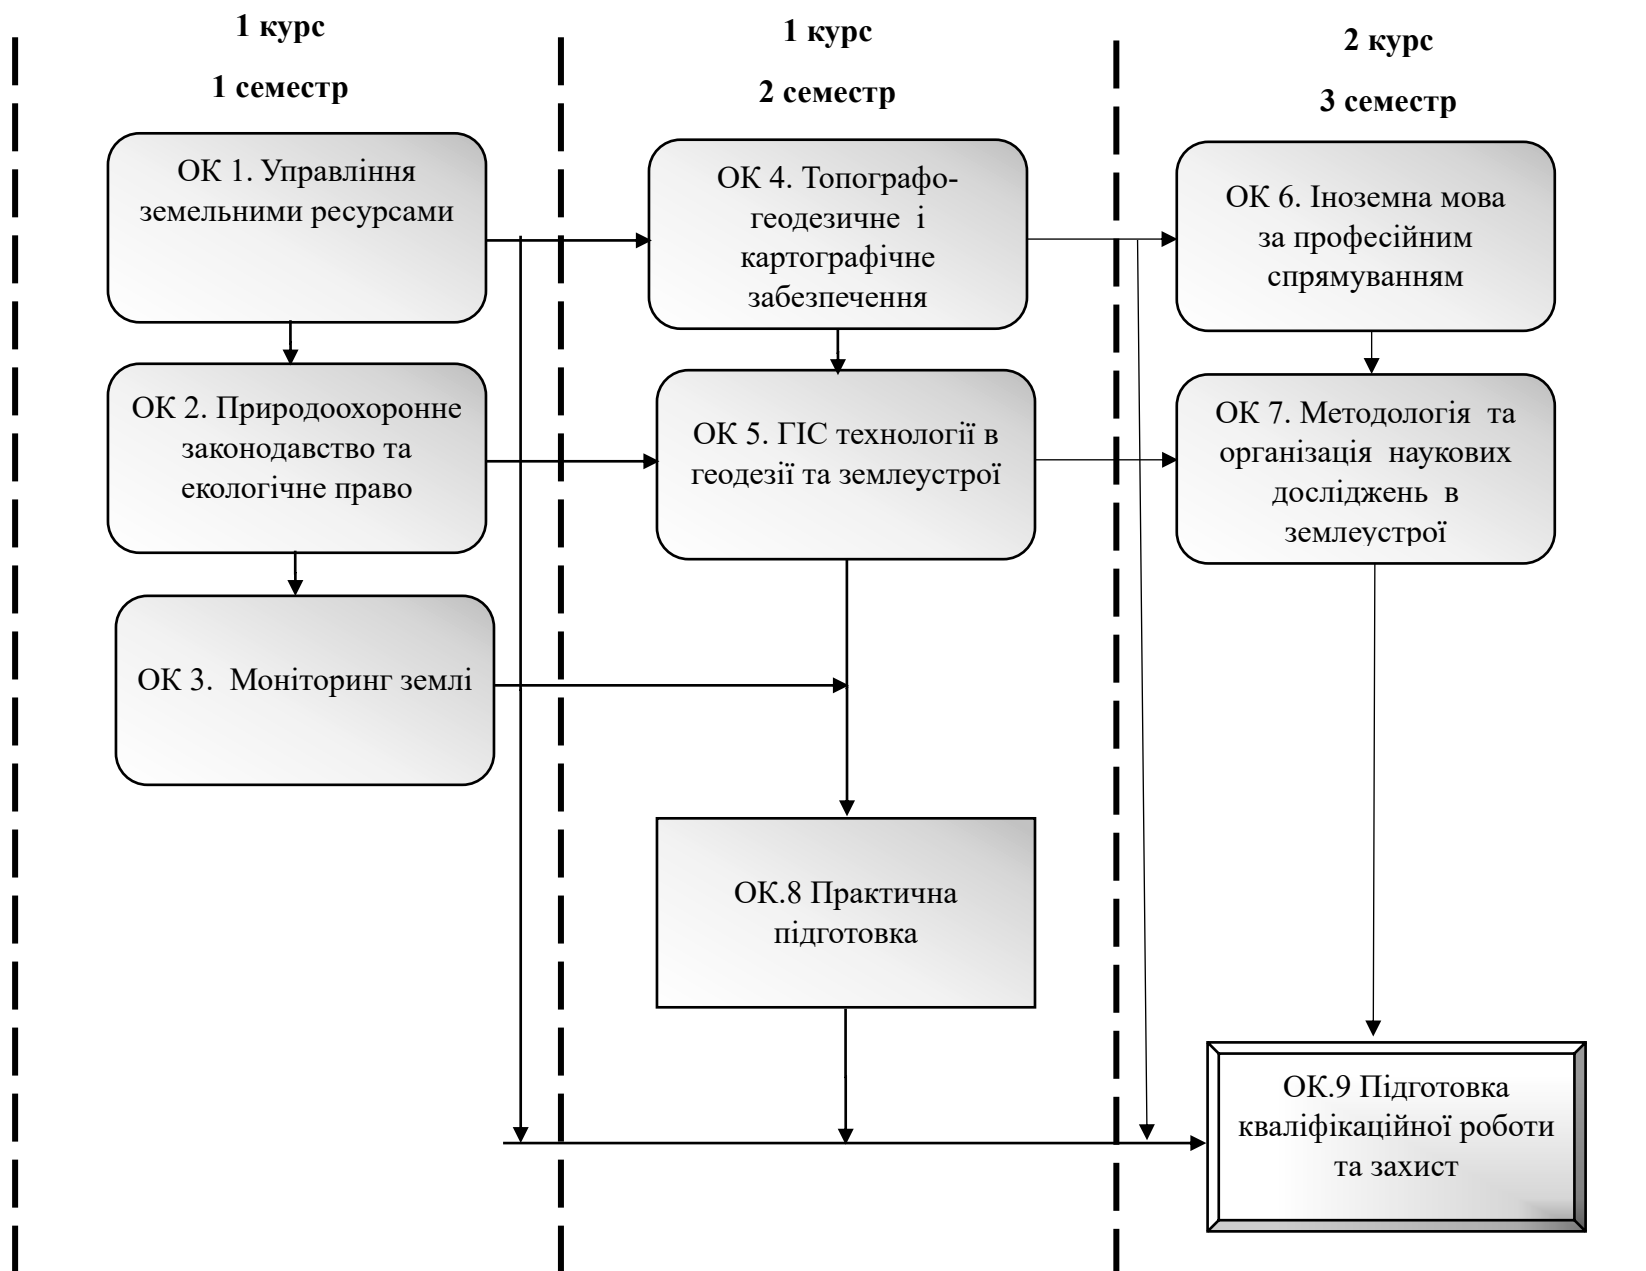 1 курс
1 семестр
1 курс
2 семестр
2 курс
3 семестр
ОК 1. Управління
земельними ресурсами
ОК 2. Природоохоронне
законодавство та
екологічне право
ОК 3.  Моніторинг землі
ОК 4. Топографо-
геодезичне  і
картографічне
забезпечення
ОК 5. ГІС технології в
геодезії та землеустрої
ОК.8 Практична
підготовка
ОК 6. Іноземна мова
за професійним
спрямуванням
ОК 7. Методологія  та
організація  наукових
досліджень  в
землеустрої
ОК.9 Підготовка
кваліфікаційної роботи
та захист